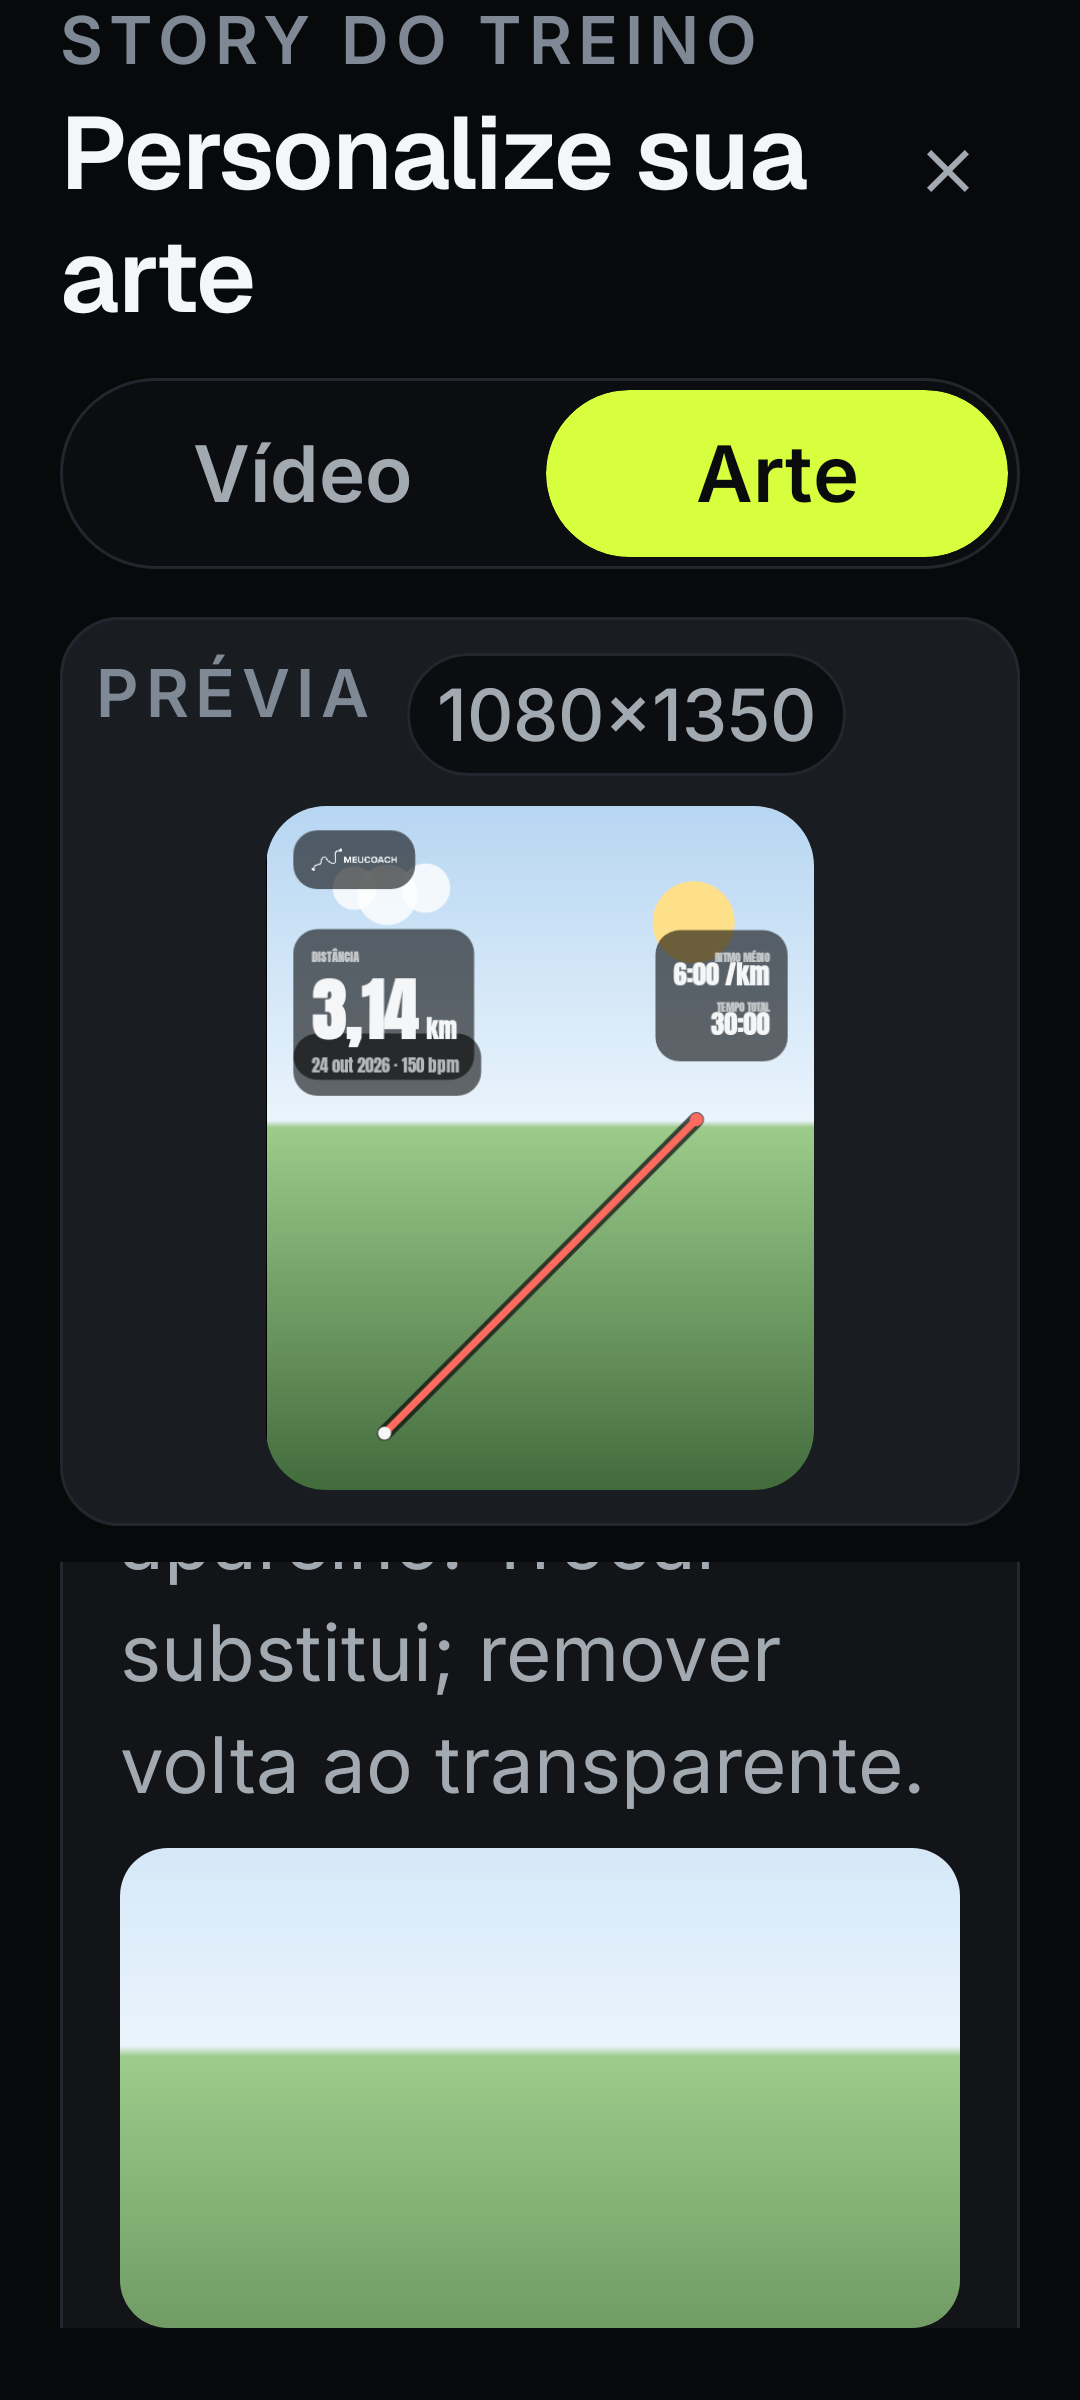 STORY DO TREINO
Personalize sua
arte
Vídeo
Arte
PRÉVIA
1080×1350
MEUCOACH
DISTÂNCIA
3,14 km
24 out 2026 · 150 bpm
RITMO MÉDIO
6:00 /km
TEMPO TOTAL
30:00
substitui; remover
volta ao transparente.